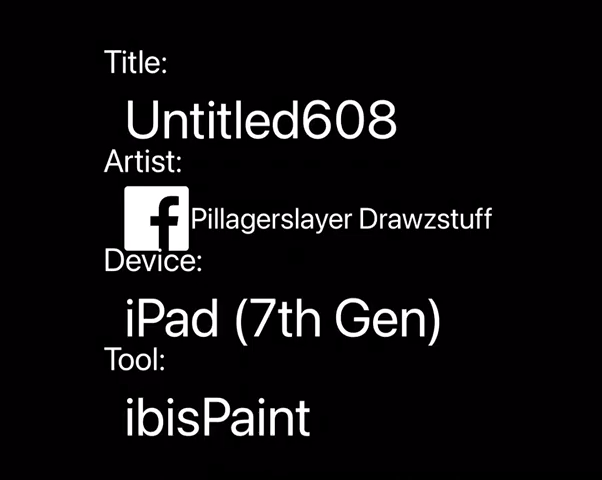 Title:
Untitled608
Artist:
Pillagerslayer Drawzstuff
Device:
iPad (7th Gen)
Tool:
ibisPaint